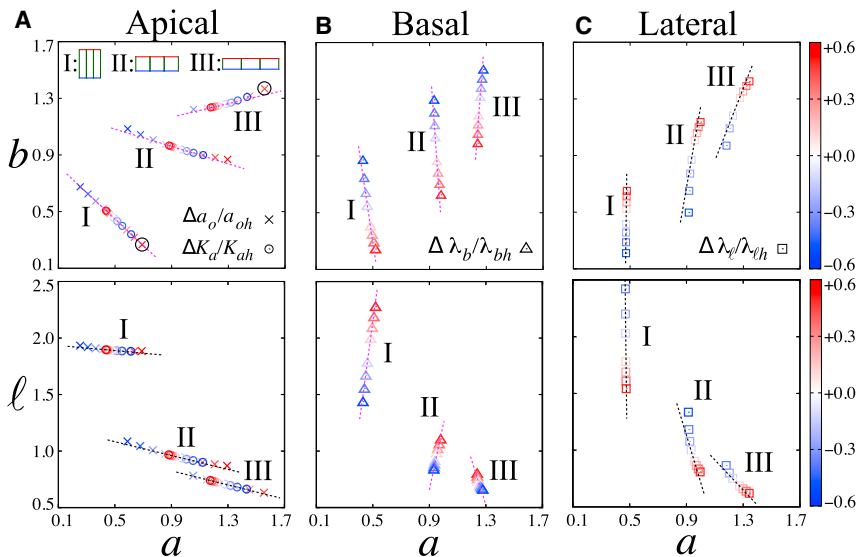 A Apical
B Basal
C Lateral
I: II: III:
1.7
1.3
0.9
0.5
0.1
b
I
II
III
Δa_o/a_oh ×
ΔK_a/K_ah ⊙
I
II
III
Δ λ_b/λ_bh △
I
II
III
Δ λ_ℓ/λ_ℓh ⊡
+0.6
+0.3
+0.0
−0.3
−0.6
2.5
2.0
1.5
1.0
0.5
ℓ
I
II
III
I
II
III
I
II
III
+0.6
+0.3
+0.0
−0.3
−0.6
0.1 0.5 0.9 1.3 1.7
0.1 0.5 0.9 1.3 1.7
0.1 0.5 0.9 1.3 1.7
a a a